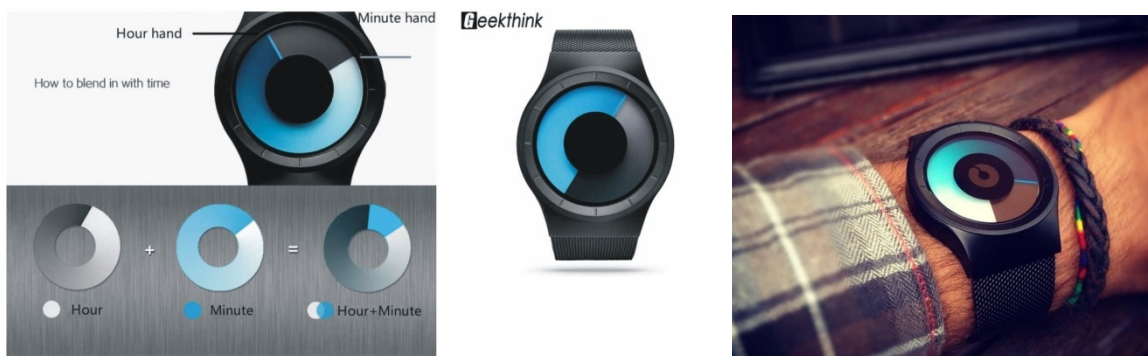 Minute hand
Hour hand
How to blend in with time
+ =
Hour
Minute
Hour+Minute
Geekthink